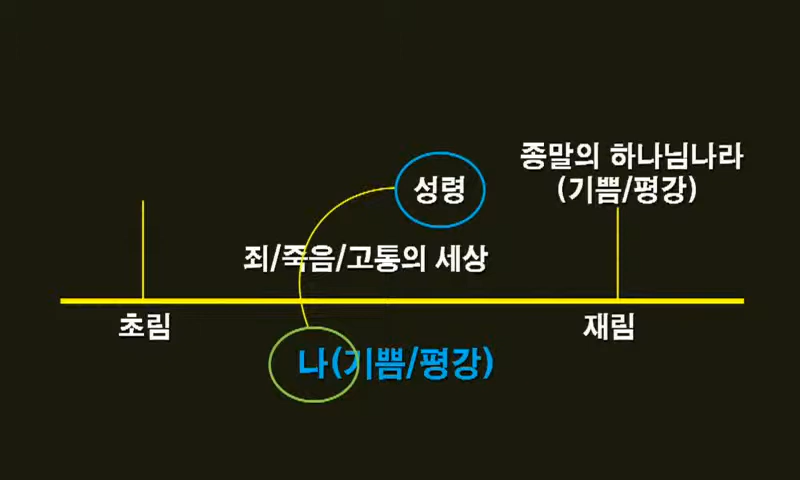 종말의 하나님나라
(기쁨/평강)
성령
죄/죽음/고통의 세상
초림
재림
나(기쁨/평강)